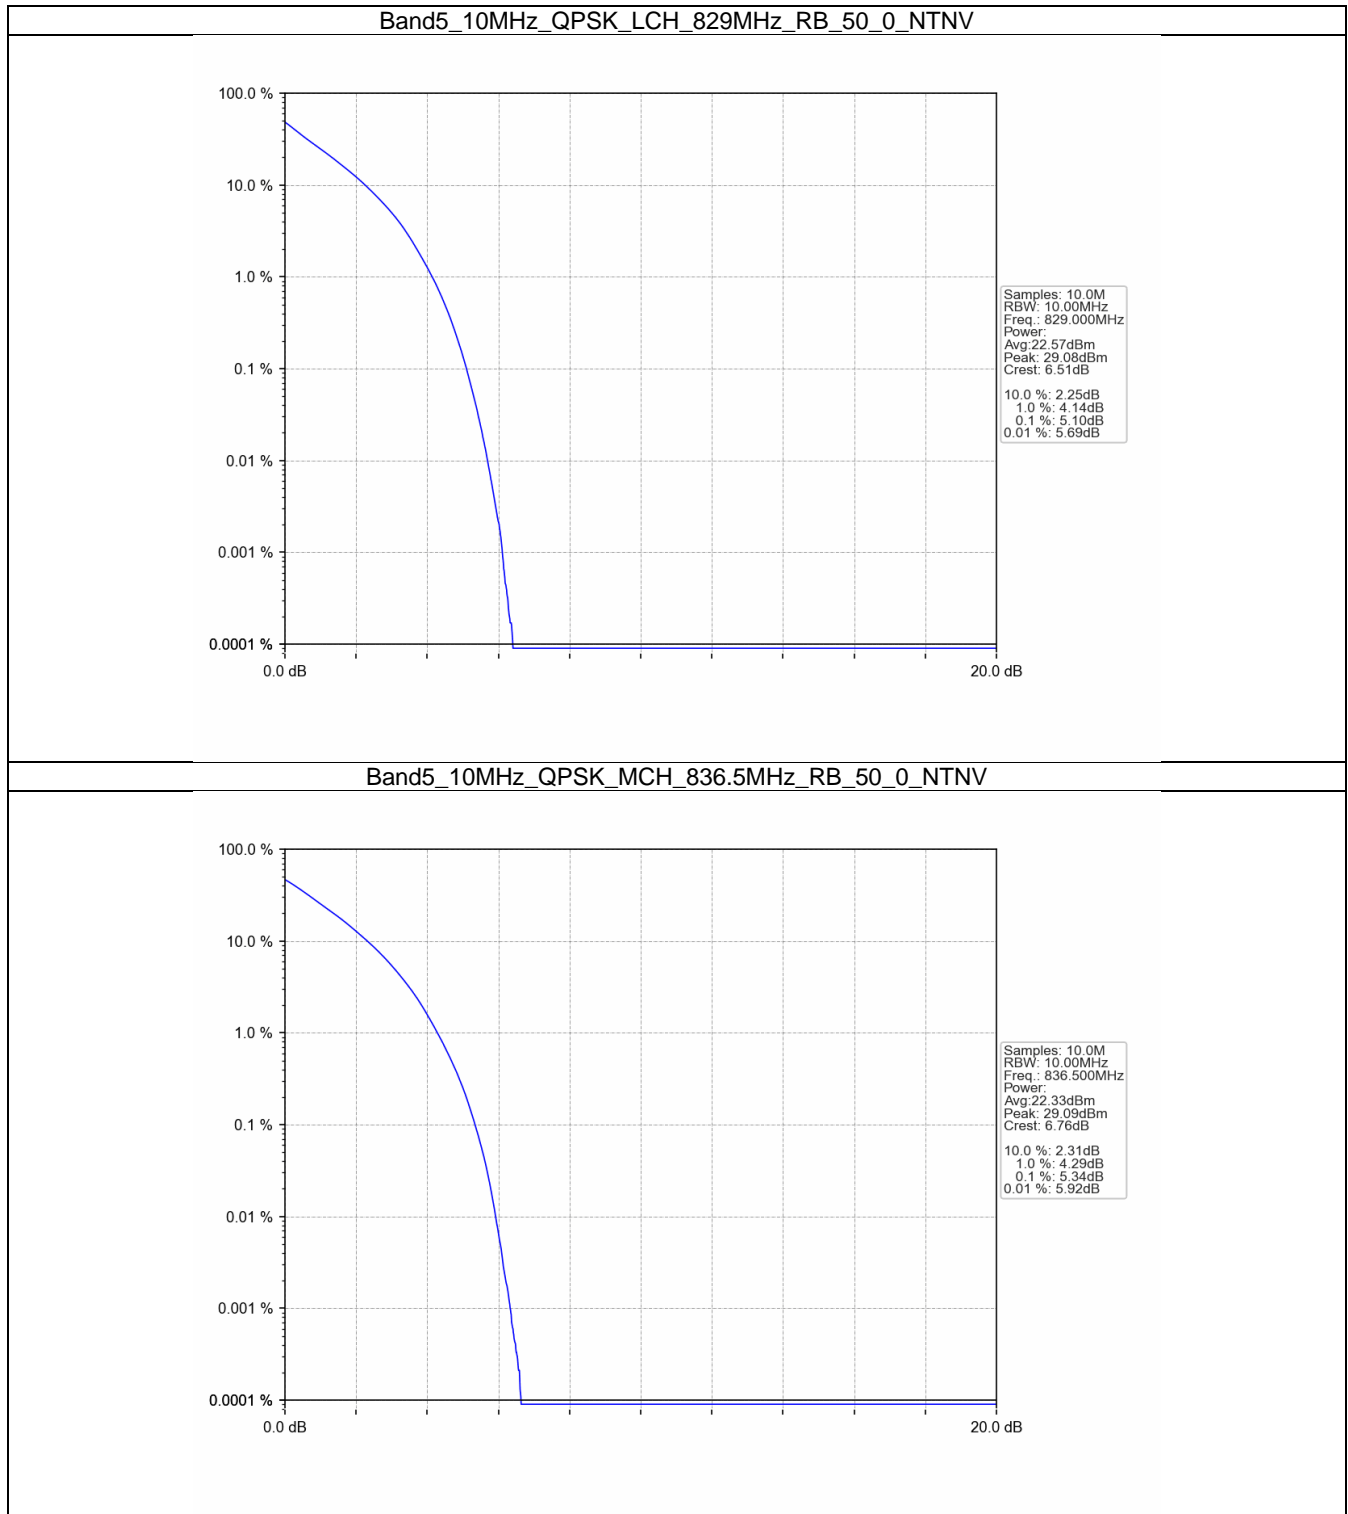 Band5_10MHz_QPSK_LCH_829MHz_RB_50_0_NTNV
100.0 %
10.0 %
1.0 %
0.1 %
0.01 %
0.001 %
0.0001 %
0.0 dB
20.0 dB
Samples: 10.0M
RBW: 10.00MHz
Freq.: 829.000MHz
Power:
Avg:22.57dBm
Peak: 29.08dBm
Crest: 6.51dB
10.0 %: 2.25dB
1.0 %: 4.14dB
0.1 %: 5.10dB
0.01 %: 5.69dB
Band5_10MHz_QPSK_MCH_836.5MHz_RB_50_0_NTNV
100.0 %
10.0 %
1.0 %
0.1 %
0.01 %
0.001 %
0.0001 %
0.0 dB
20.0 dB
Samples: 10.0M
RBW: 10.00MHz
Freq.: 836.500MHz
Power:
Avg:22.33dBm
Peak: 29.09dBm
Crest: 6.76dB
10.0 %: 2.31dB
1.0 %: 4.29dB
0.1 %: 5.34dB
0.01 %: 5.92dB